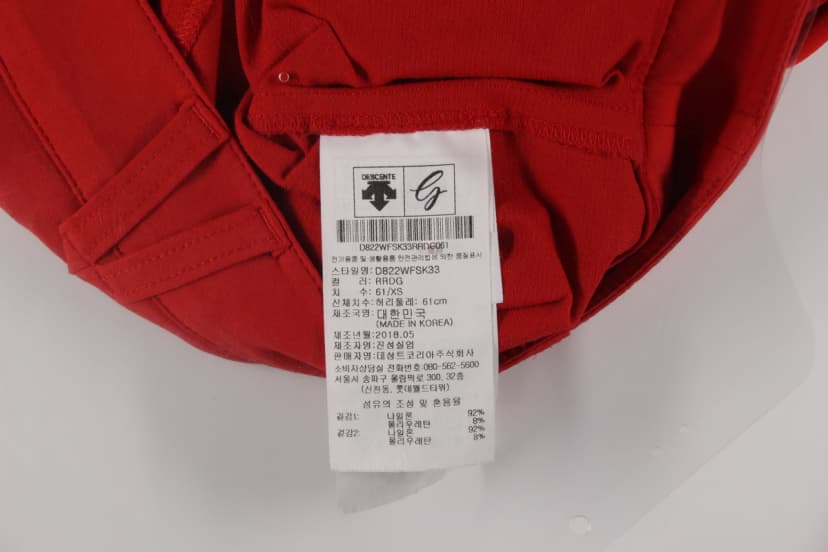 DESCENTE
g
D822WFSK33RRDG061
전기용품 및 생활용품 안전관리법에 의한 품질표시
스타일명: D822WFSK33
컬 러: RRDG
치 수: 61/XS
신체치수: 허리둘레: 61cm
제조국명: 대한민국
(MADE IN KOREA)
제조년월: 2018.05
제조자명: 진성실업
판매자명: 데상트코리아주식회사
소비자상담실 전화번호: 080-562-5600
서울시 송파구 올림픽로 300, 32층
(신천동, 롯데월드타워)
섬유의 조성 및 혼용율
겉감1: 나일론 92%
폴리우레탄 8%
겉감2: 나일론 92%
폴리우레탄 8%